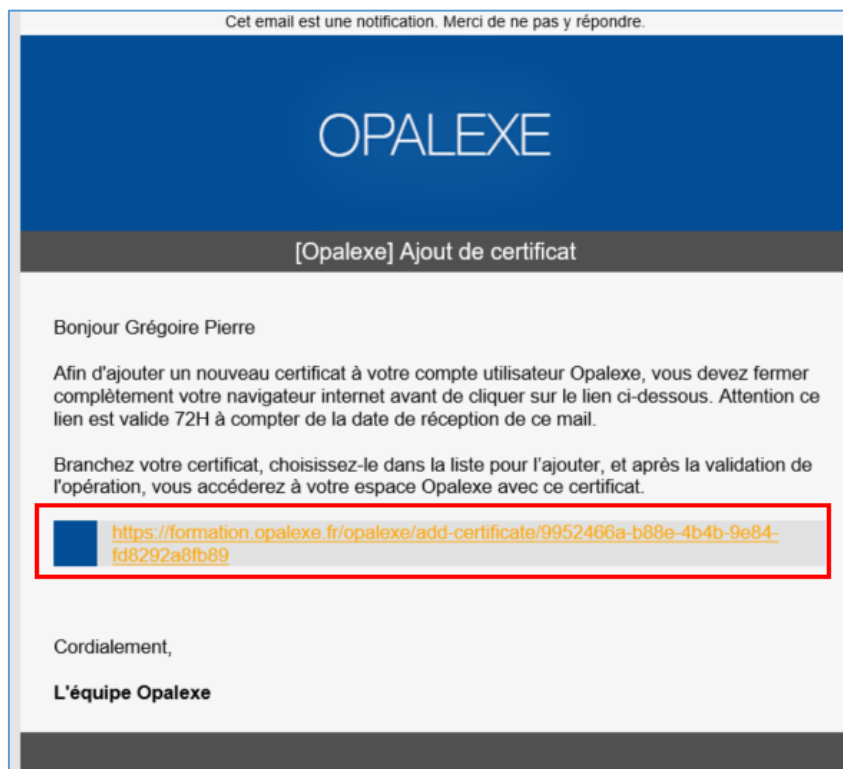 Cet email est une notification. Merci de ne pas y répondre.
OPALEXE
[Opalexe] Ajout de certificat
Bonjour Grégoire Pierre
Afin d'ajouter un nouveau certificat à votre compte utilisateur Opalexe, vous devez fermer
complètement votre navigateur internet avant de cliquer sur le lien ci-dessous. Attention ce
lien est valide 72H à compter de la date de réception de ce mail.
Branchez votre certificat, choisissez-le dans la liste pour l'ajouter, et après la validation de
l'opération, vous accéderez à votre espace Opalexe avec ce certificat.
https://formation.opalexe.fr/opalexe/add-certificate/9952466a-b88e-4b4b-9e84-
fd8292a8fb89
Cordialement,
L'équipe Opalexe